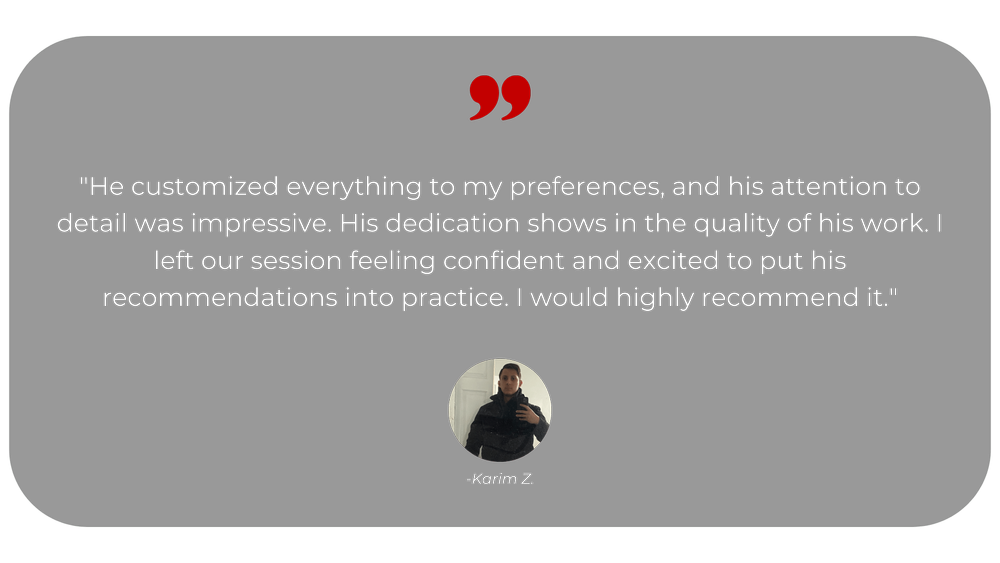 "He customized everything to my preferences, and his attention to
detail was impressive. His dedication shows in the quality of his work. I
left our session feeling confident and excited to put his
recommendations into practice. I would highly recommend it."
-Karim Z.